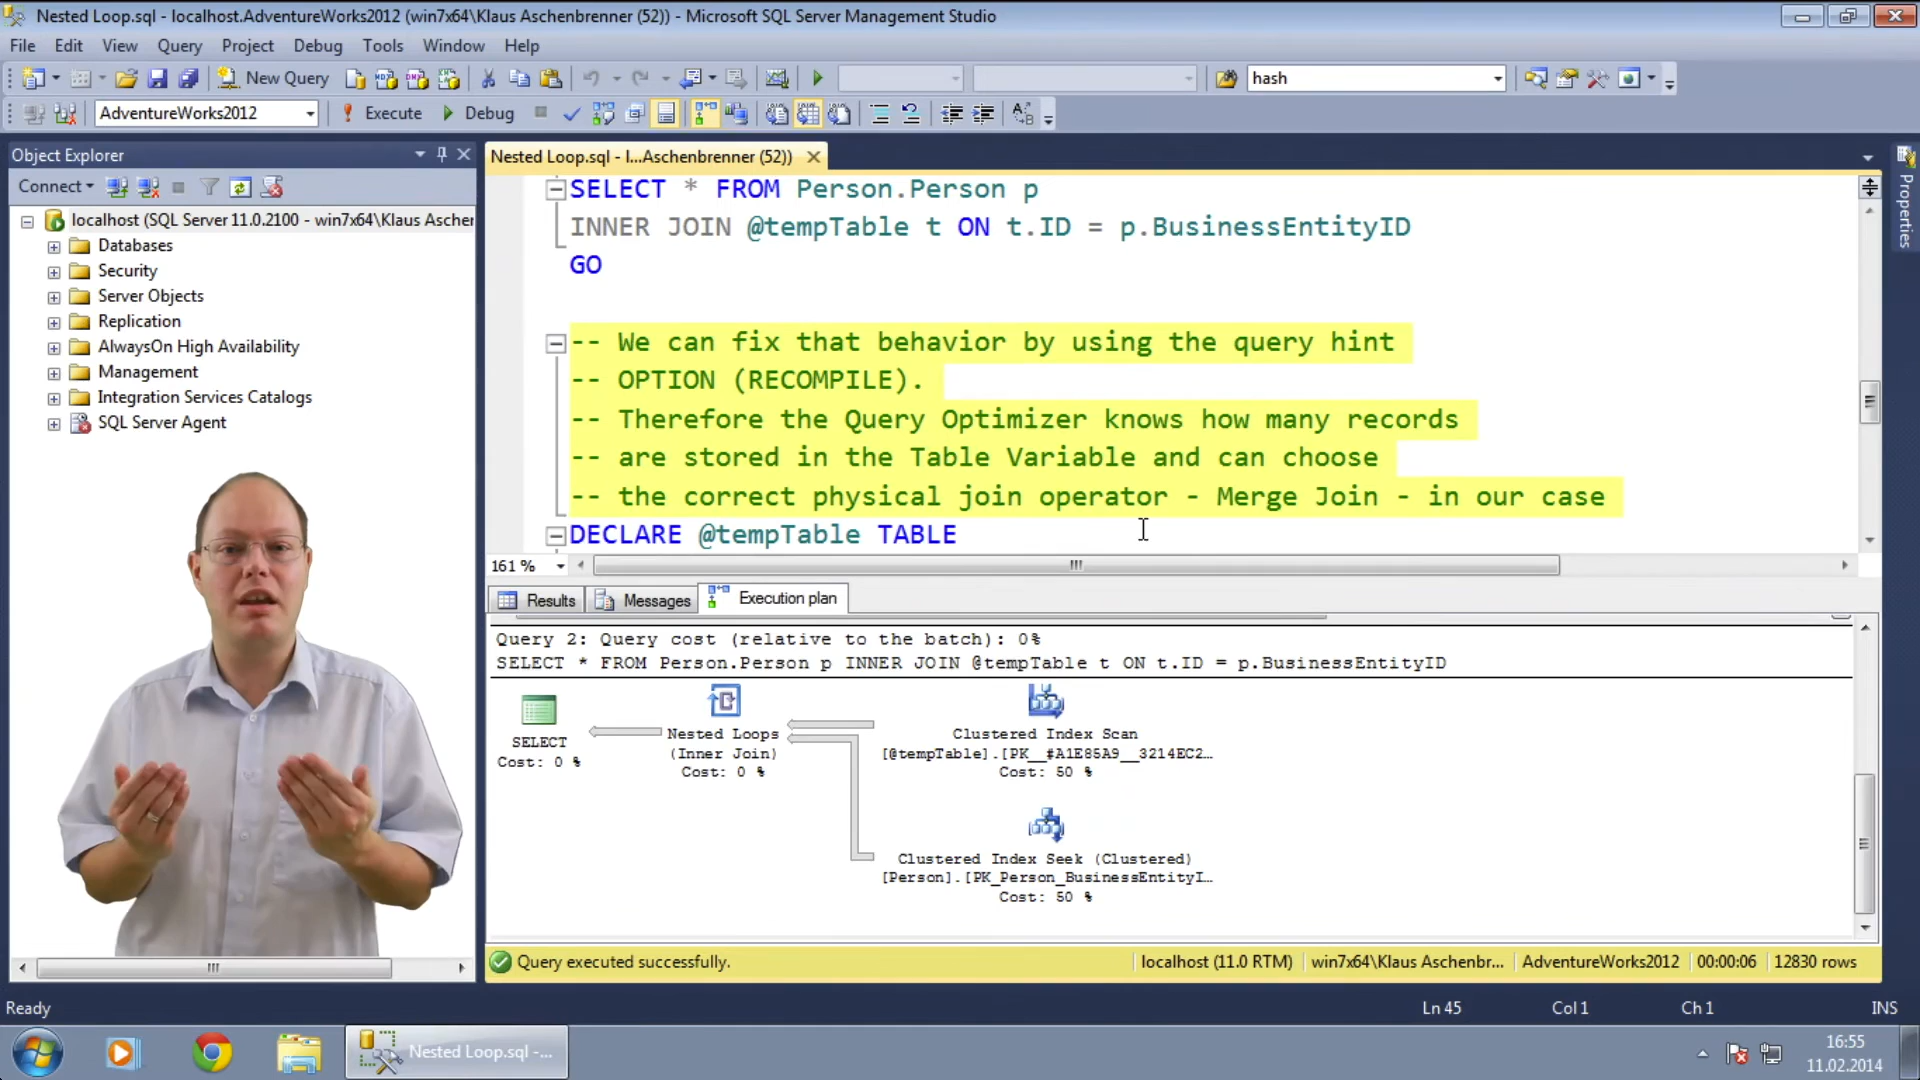 Nested Loop.sql - localhost.AdventureWorks2012 (win7x64\Klaus Aschenbrenner (52)) - Microsoft SQL Server Management Studio
File Edit View Query Project Debug Tools Window Help
New Query
hash
AdventureWorks2012
Execute
Debug
Object Explorer
Connect
localhost (SQL Server 11.0.2100 - win7x64\Klaus Ascher
Databases
Security
Server Objects
Replication
AlwaysOn High Availability
Management
Integration Services Catalogs
SQL Server Agent
Nested Loop.sql - l...Aschenbrenner (52))
Properties
SELECT * FROM Person.Person p
INNER JOIN @tempTable t ON t.ID = p.BusinessEntityID
GO
-- We can fix that behavior by using the query hint
-- OPTION (RECOMPILE).
-- Therefore the Query Optimizer knows how many records
-- are stored in the Table Variable and can choose
-- the correct physical join operator - Merge Join - in our case
DECLARE @tempTable TABLE
161 %
Results
Messages
Execution plan
Query 2: Query cost (relative to the batch): 0%
SELECT * FROM Person.Person p INNER JOIN @tempTable t ON t.ID = p.BusinessEntityID
SELECT
Cost: 0 %
Nested Loops
(Inner Join)
Cost: 0 %
Clustered Index Scan
[@tempTable].[PK__#A1E85A9__3214EC2…
Cost: 50 %
Clustered Index Seek (Clustered)
[Person].[PK_Person_BusinessEntityI…
Cost: 50 %
Query executed successfully.
localhost (11.0 RTM)
win7x64\Klaus Aschenbr...
AdventureWorks2012
00:00:06
12830 rows
Ready
Ln 45
Col 1
Ch 1
INS
Nested Loop.sql -...
16:55
11.02.2014